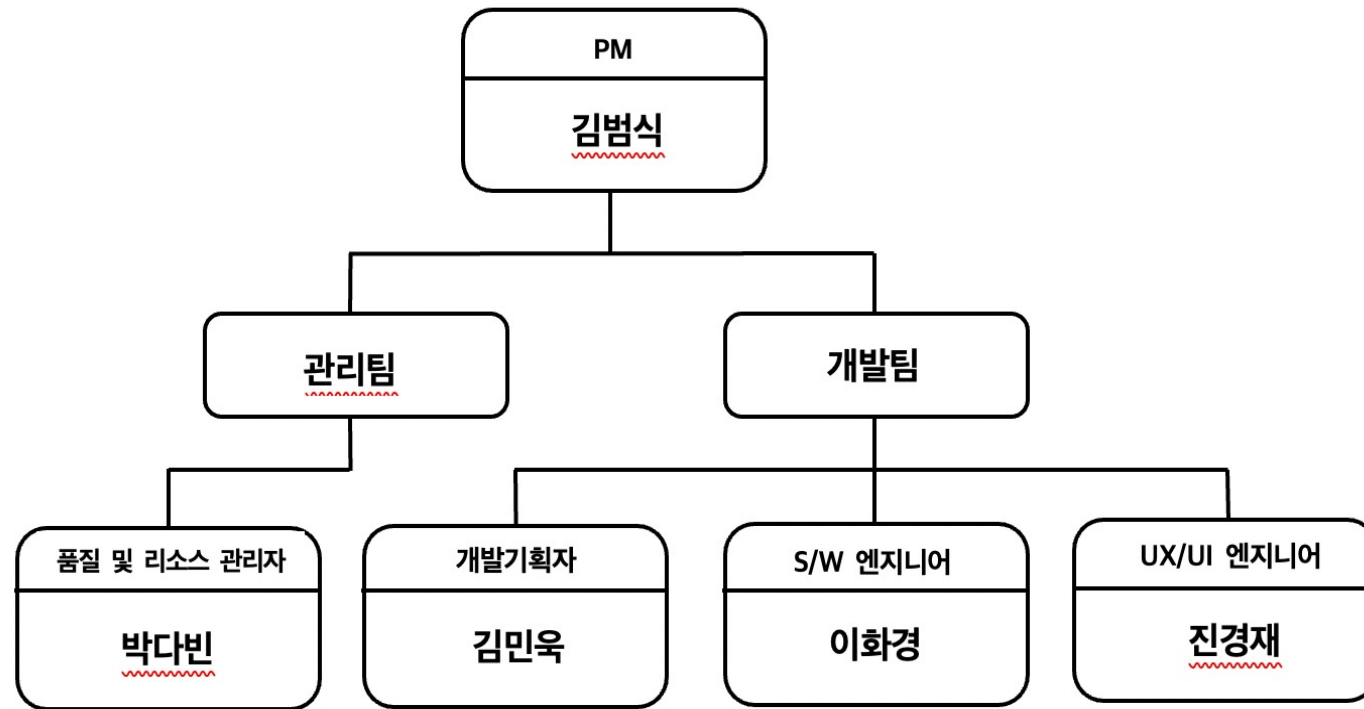 PM
김범식
관리팀
개발팀
품질 및 리소스 관리자
박다빈
개발기획자
김민욱
S/W 엔지니어
이화경
UX/UI 엔지니어
진경재